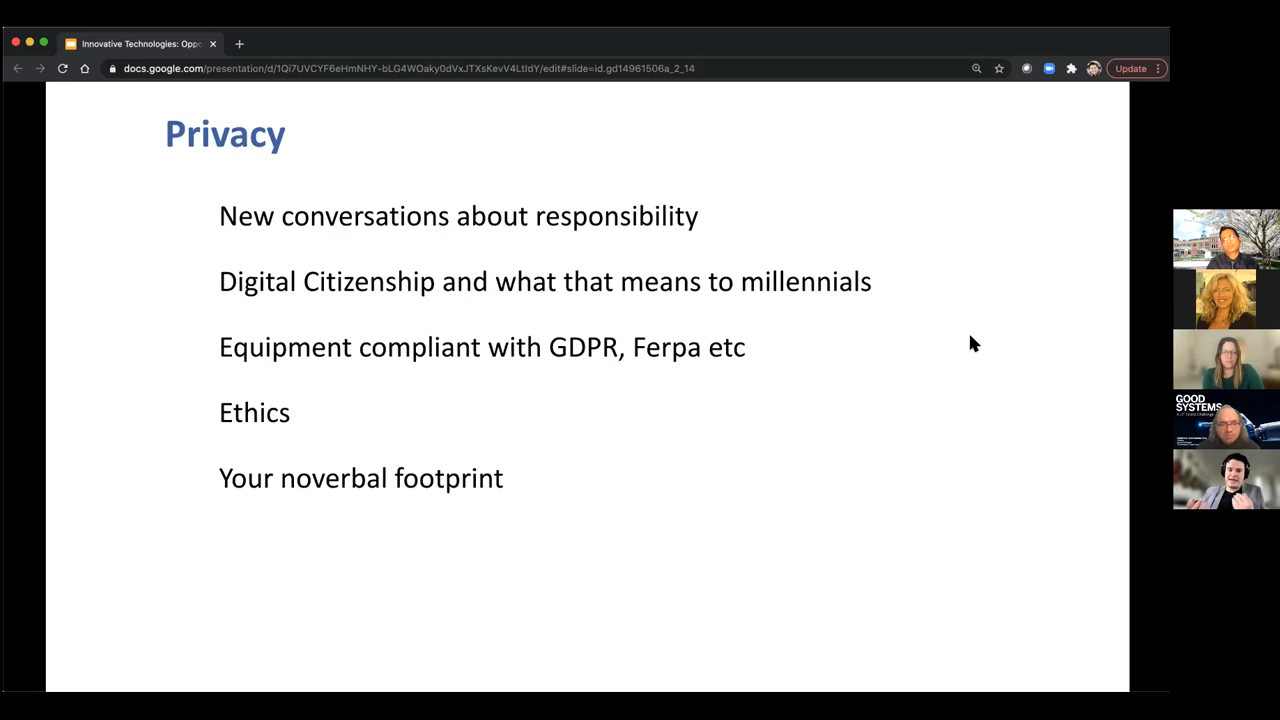 Innovative Technologies: Oppo
docs.google.com/presentation/d/1Qi7UVCYF6eHmNHY-bLG4WOaky0dVxJTXsKevV4LtIdY/edit#slide=id.gd14961506a_2_14
Update
Privacy
New conversations about responsibility
Digital Citizenship and what that means to millennials
Equipment compliant with GDPR, Ferpa etc
Ethics
Your noverbal footprint
GOOD
SYSTEMS